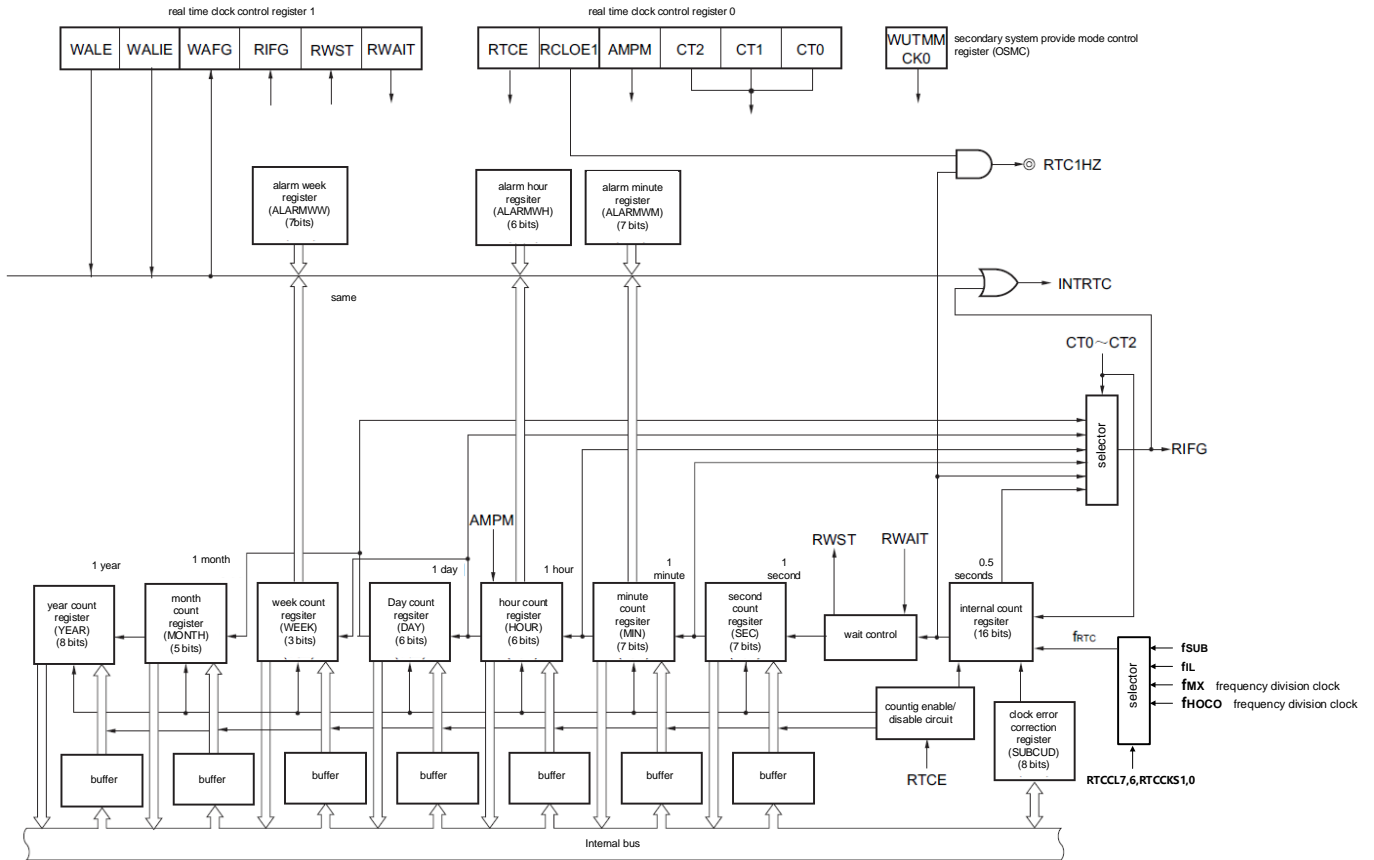 real time clock control register 1
real time clock control register 0
WALE WALIE WAFG RIFG RWST RWAIT
RTCE RCLOE1 AMPM CT2 CT1 CT0
WUTMM
CK0
secondary system provide mode control
register (OSMC)
RTC1HZ
alarm week
register
(ALARMWW)
(7bits)
alarm hour
regsiter
(ALARMWH)
(6 bits)
alarm minute
register
(ALARMWM)
(7 bits)
same
INTRTC
CT0~CT2
selector
RIFG
AMPM
RWST
RWAIT
1 year
1 month
1 day
1 hour
1
minute
1
second
0.5
seconds
year count
register
(YEAR)
(8 bits)
month
count
register
(MONTH)
(5 bits)
week count
regsiter
(WEEK)
(3 bits)
Day count
regsiter
(DAY)
(6 bits)
hour count
register
(HOUR)
(6 bits)
minute
count
regsiter
(MIN)
(7 bits)
second
count
regsiter
(SEC)
(7 bits)
wait control
internal count
regsiter
(16 bits)
fRTC
selector
fSUB
fIL
fMX frequency division clock
fHOCO frequency division clock
RTCCL7,6,RTCCKS1,0
countig enable/
disable circuit
RTCE
clock error
correction
register
(SUBCUD)
(8 bits)
buffer
buffer
buffer
buffer
buffer
buffer
buffer
Internal bus